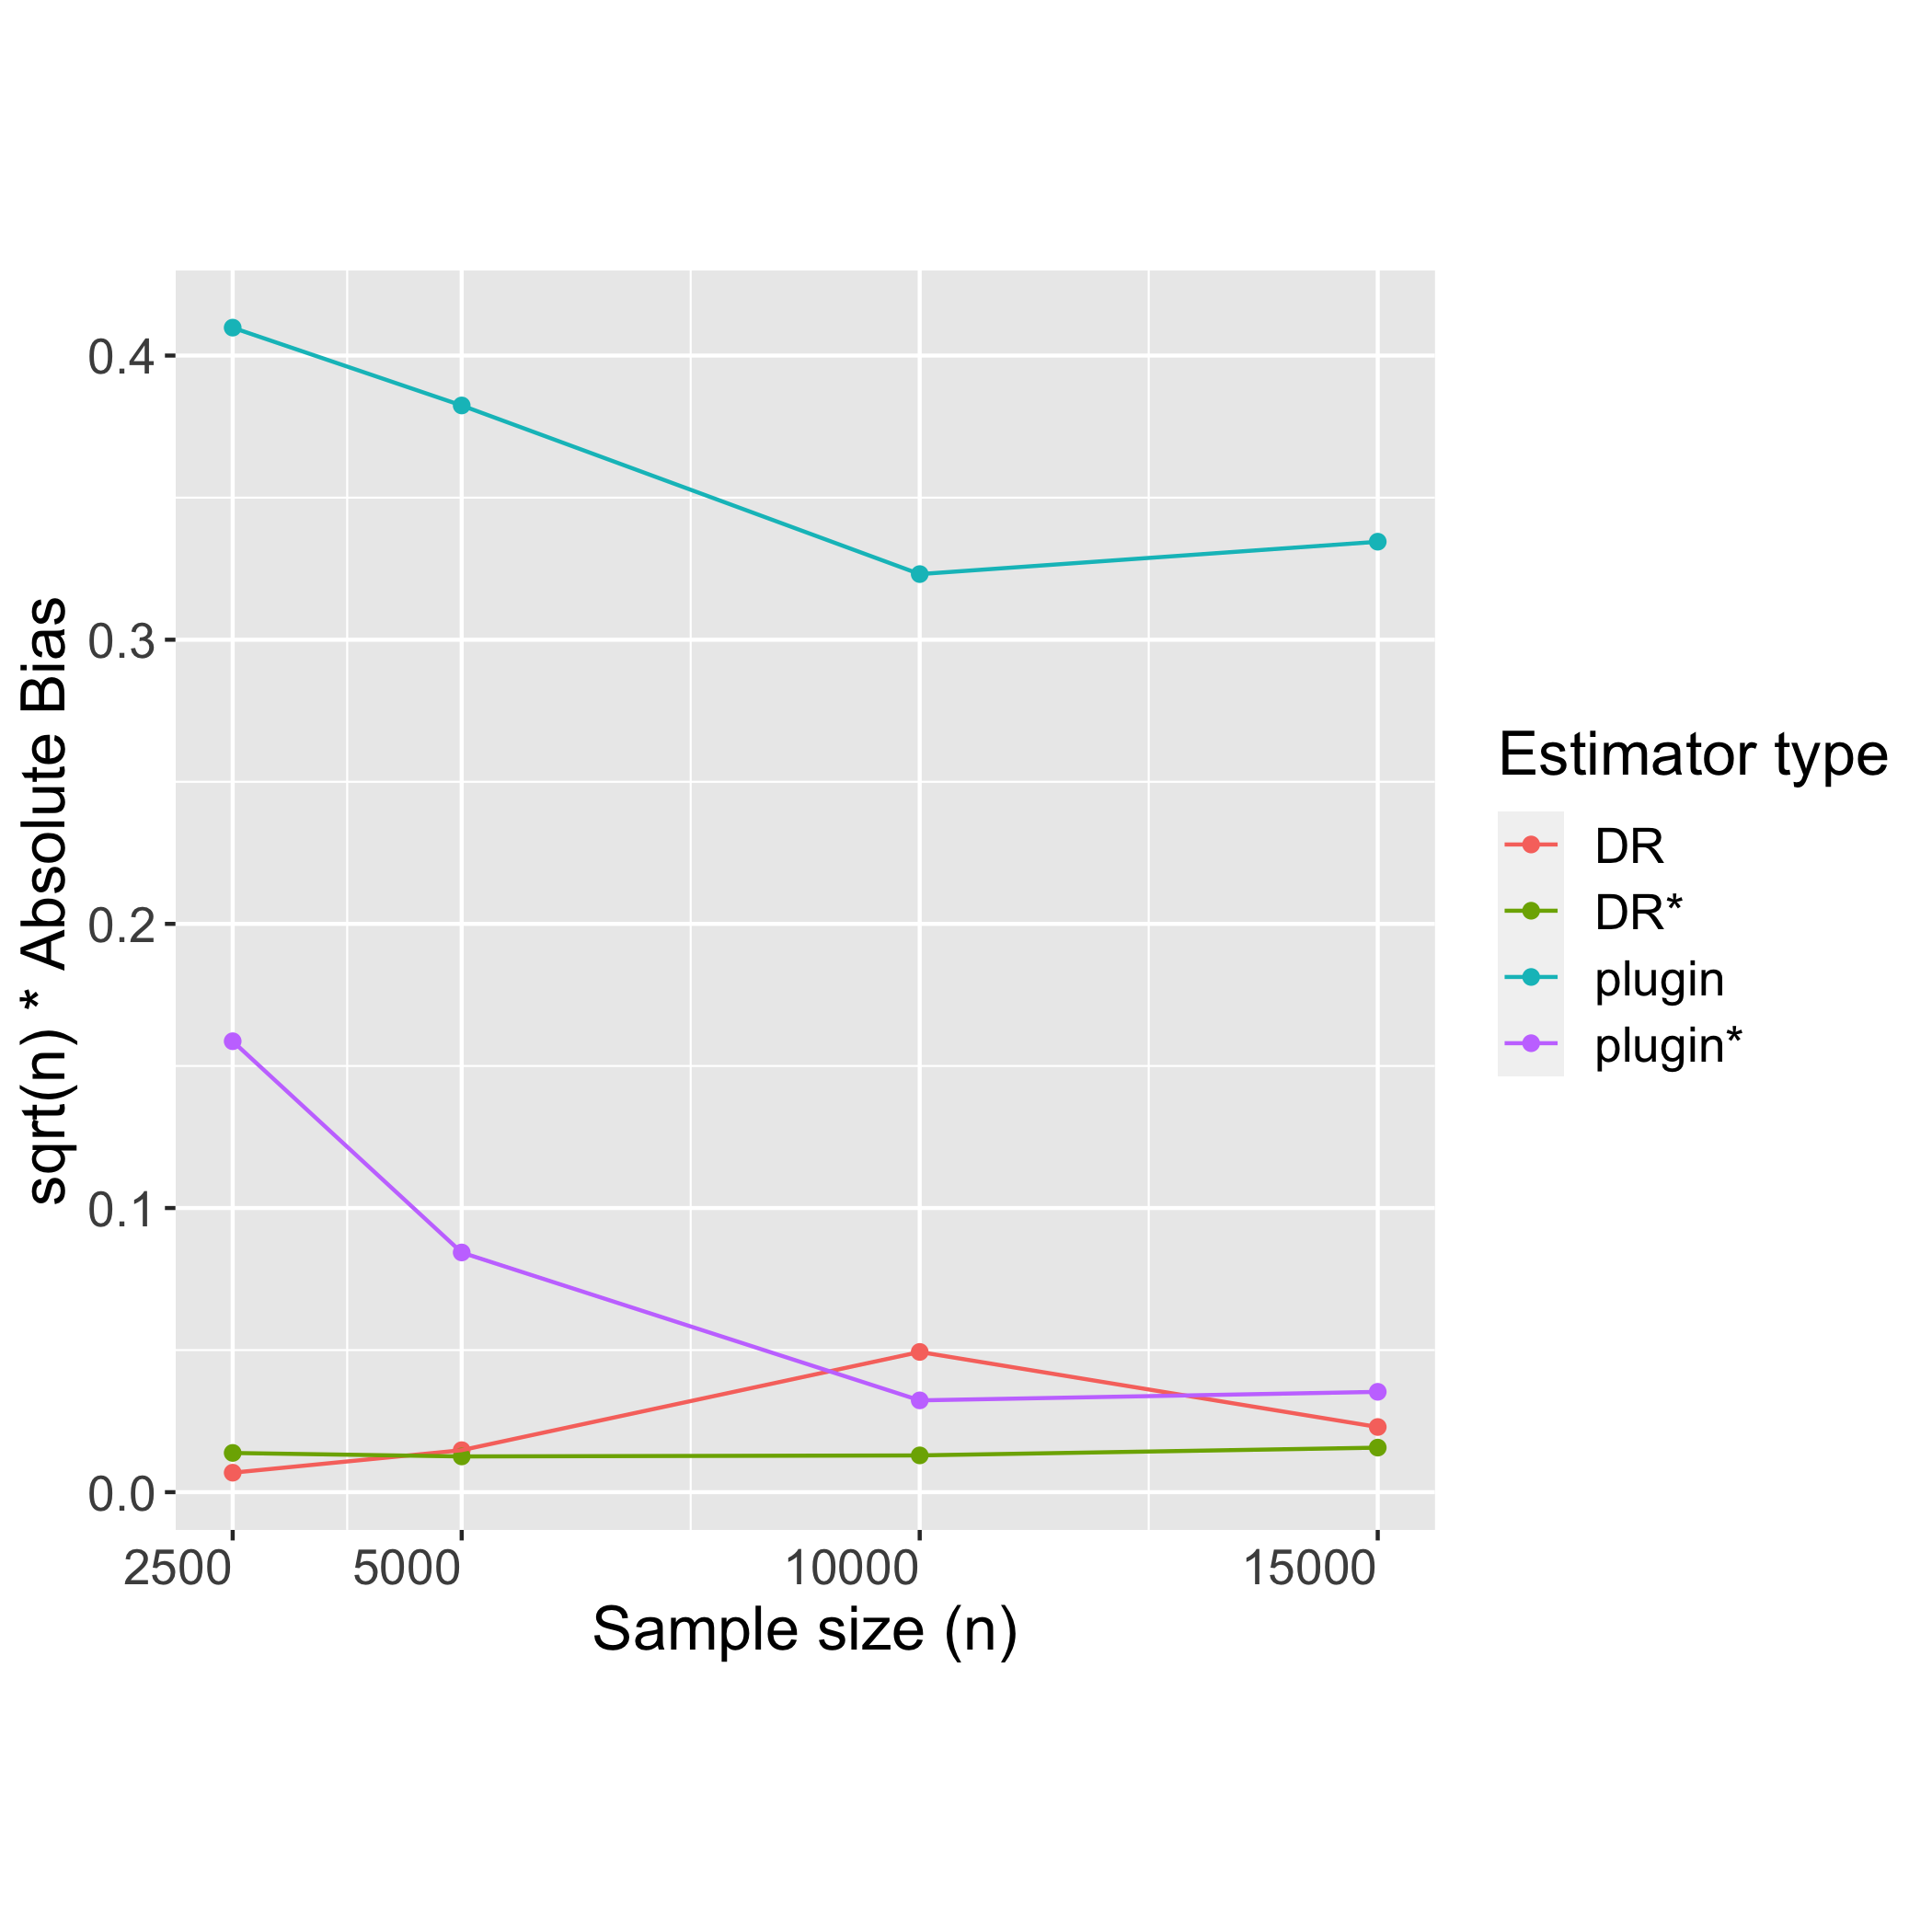 0.4
0.3
0.2
0.1
0.0
sqrt(n) * Absolute Bias
2500 5000 10000 15000
Sample size (n)
Estimator type
DR
DR*
plugin
plugin*